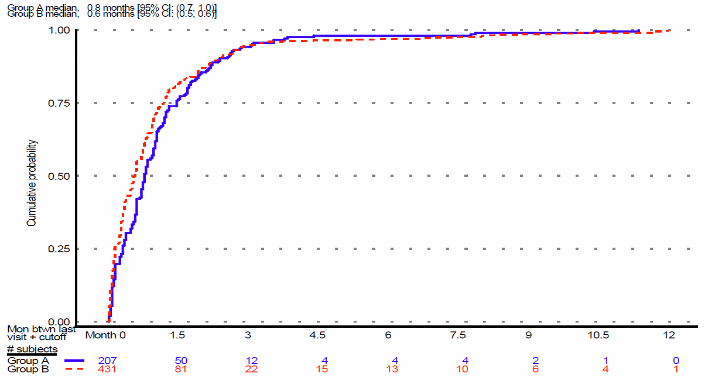 Group A median: 0.8 months [95% CI: (0.7, 1.0)]
Group B median: 0.6 months [95% CI: (0.5, 0.6)]
1.00
0.75
0.50
0.25
0.00
Cumulative probability
Mon btwn last
visit + cutoff
Month 0 1.5 3 4.5 6 7.5 9 10.5 12
# subjects
Group A 207 50 12 4 4 4 2 1 0
Group B 431 81 22 15 13 10 6 4 1